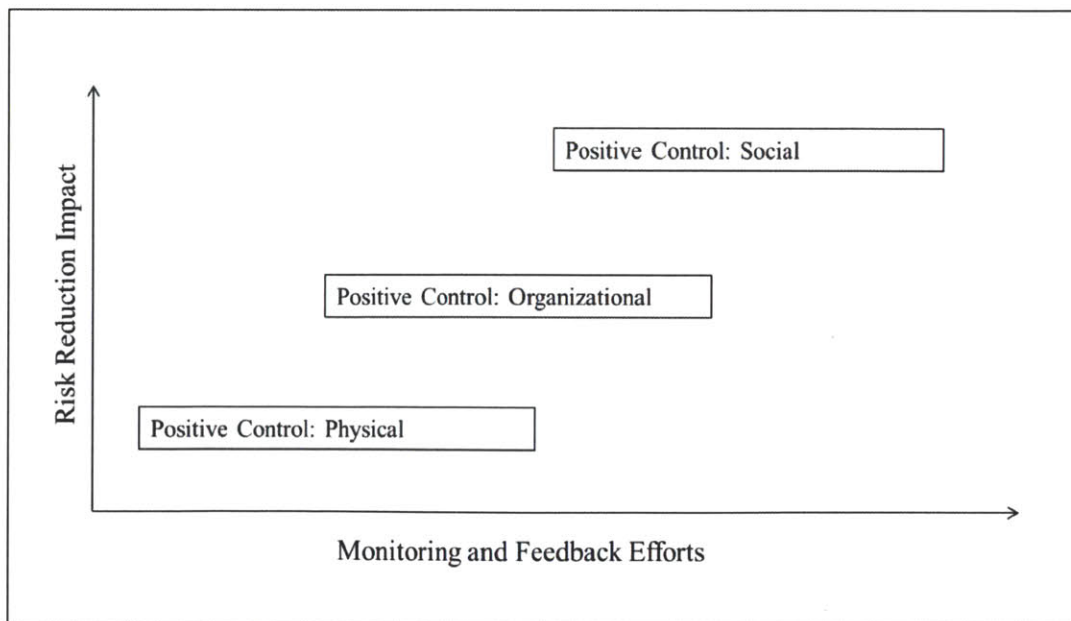 Risk Reduction Impact
Positive Control: Social
Positive Control: Organizational
Positive Control: Physical
Monitoring and Feedback Efforts